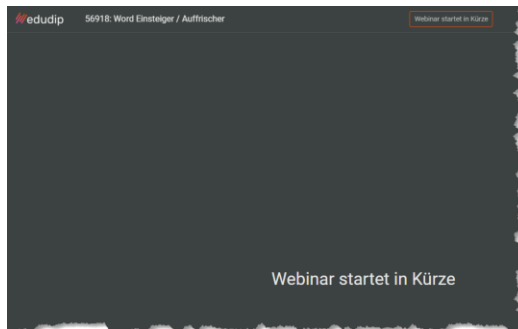 edudip 56918: Word Einsteiger / Auffrischer Webinar startet in Kürze
Webinar startet in Kürze